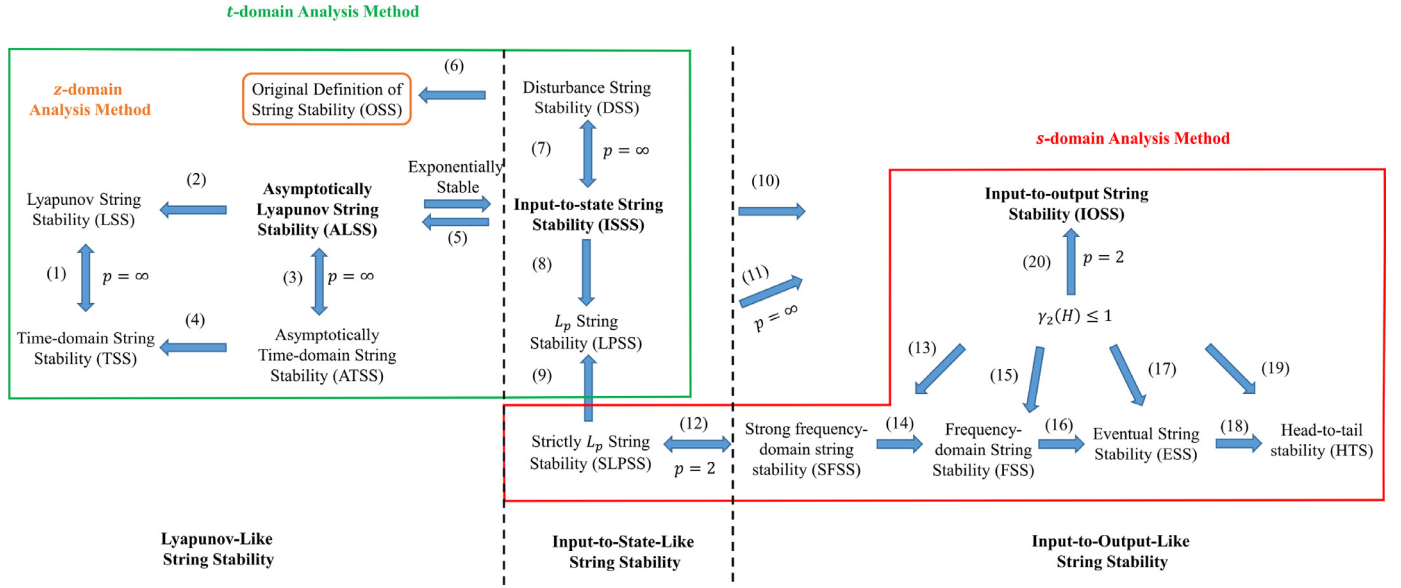 t-domain Analysis Method
z-domain
Analysis Method
(6)
Original Definition of
String Stability (OSS)
Disturbance String
Stability (DSS)
(7)
p = ∞
s-domain Analysis Method
(2)
Lyapunov String
Stability (LSS)
Asymptotically
Lyapunov String
Stability (ALSS)
Exponentially
Stable
(5)
Input-to-state String
Stability (ISSS)
(10)
Input-to-output String
Stability (IOSS)
(1)
p = ∞
(3)
p = ∞
(8)
(11)
p = ∞
(20)
p = 2
(4)
Time-domain String
Stability (TSS)
Asymptotically
Time-domain String
Stability (ATSS)
Lp String
Stability (LPSS)
γ2(H) ≤ 1
(9)
(13)
(15)
(17)
(19)
Strictly Lp String
Stability (SLPSS)
(12)
p = 2
Strong frequency-
domain string
stability (SFSS)
(14)
Frequency-
domain String
Stability (FSS)
(16)
Eventual String
Stability (ESS)
(18)
Head-to-tail
stability (HTS)
Lyapunov-Like
String Stability
Input-to-State-Like
String Stability
Input-to-Output-Like
String Stability